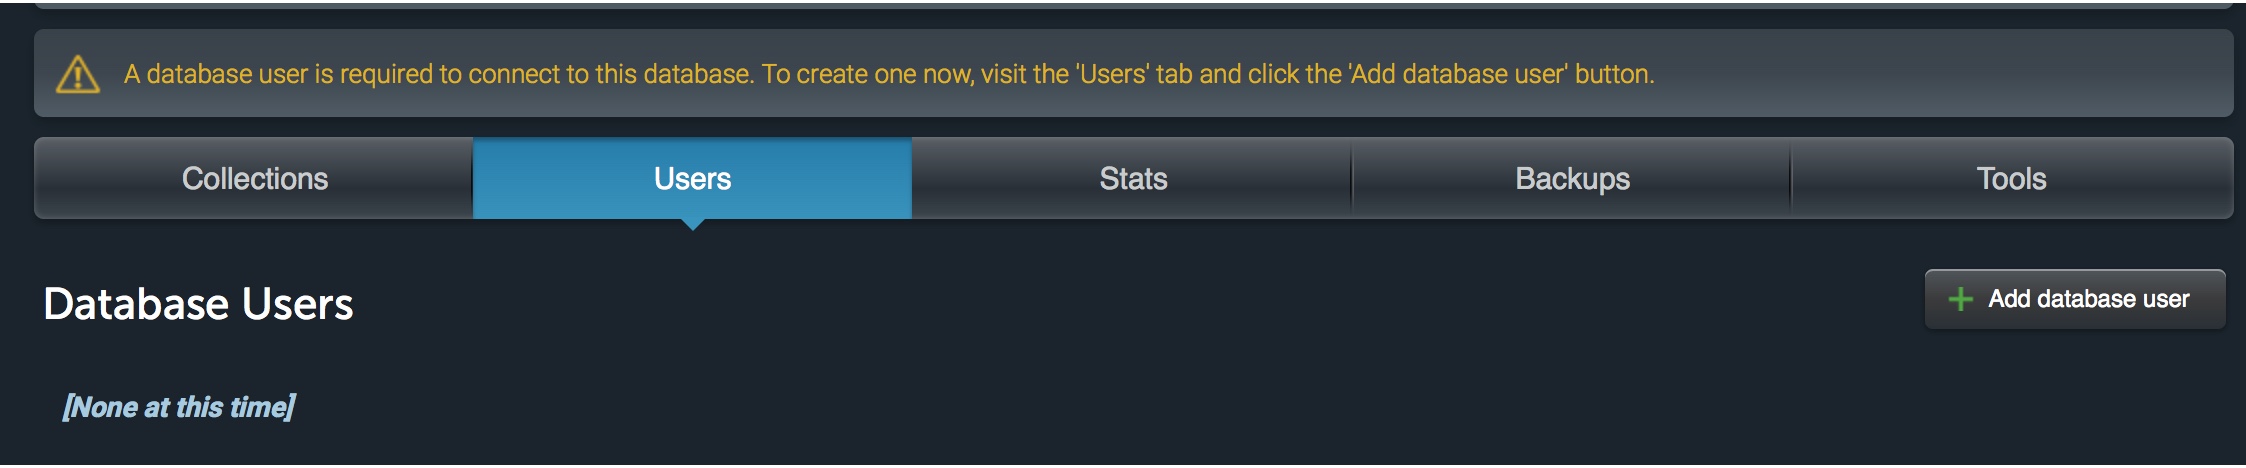 A database user is required to connect to this database. To create one now, visit the 'Users' tab and click the 'Add database user' button.
Collections
Users
Stats
Backups
Tools
Database Users
Add database user
[None at this time]